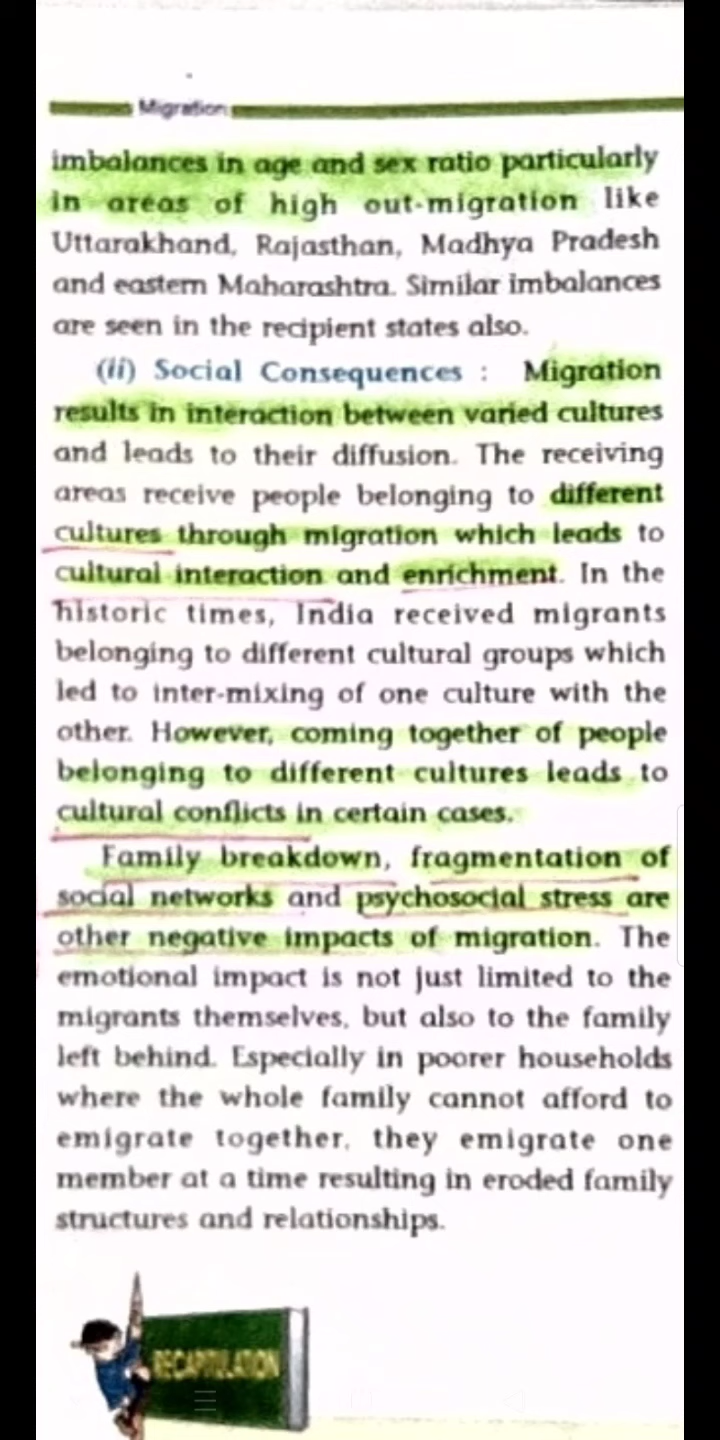 Migration
imbalances in age and sex ratio particularly
in areas of high out-migration like
Uttarakhand, Rajasthan, Madhya Pradesh
and eastern Maharashtra. Similar imbalances
are seen in the recipient states also.
(ii) Social Consequences : Migration
results in interaction between varied cultures
and leads to their diffusion. The receiving
areas receive people belonging to different
cultures through migration which leads to
cultural interaction and enrichment. In the
historic times, India received migrants
belonging to different cultural groups which
led to inter-mixing of one culture with the
other. However, coming together of people
belonging to different cultures leads to
cultural conflicts in certain cases.
Family breakdown, fragmentation of
social networks and psychosocial stress are
other negative impacts of migration. The
emotional impact is not just limited to the
migrants themselves, but also to the family
left behind. Especially in poorer households
where the whole family cannot afford to
emigrate together, they emigrate one
member at a time resulting in eroded family
structures and relationships.
RECAPITULATION